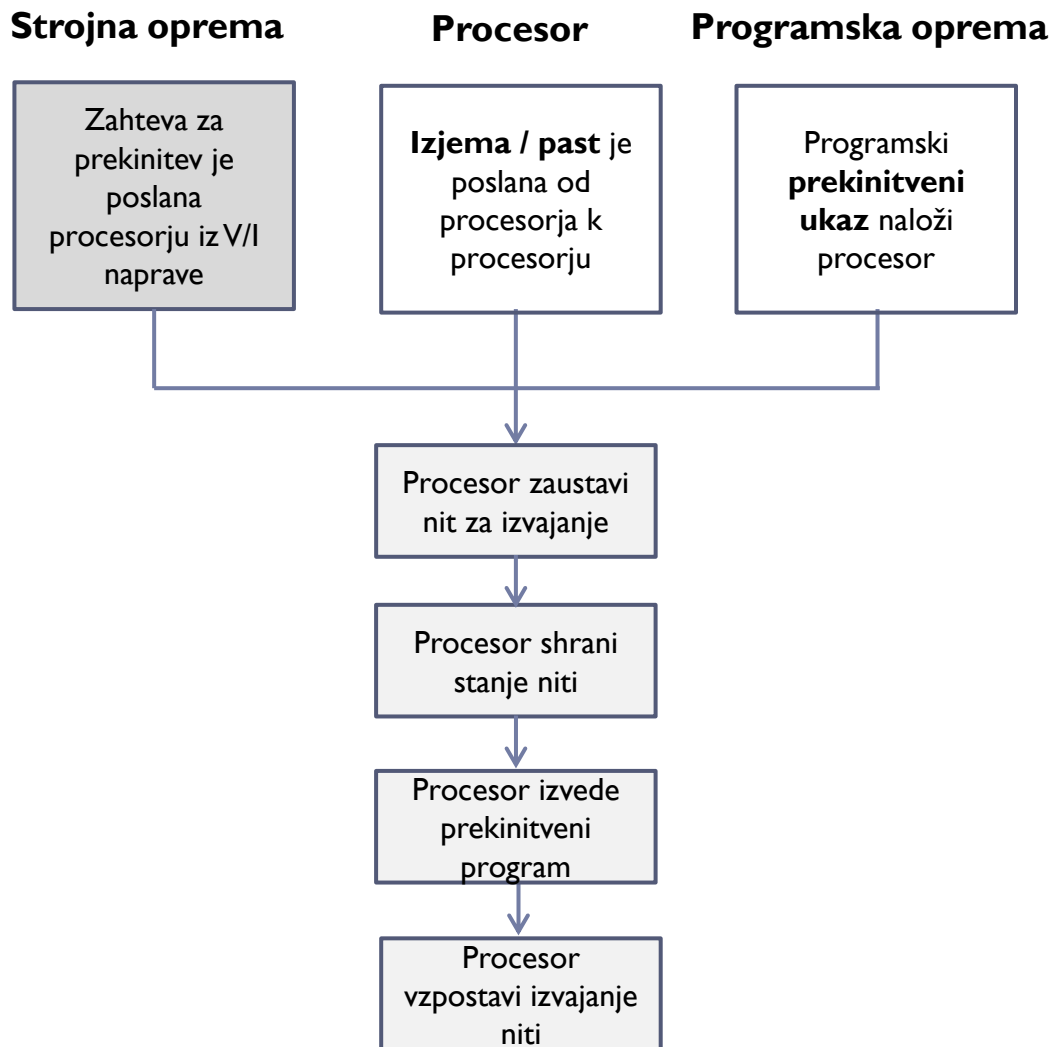 Strojna oprema
Procesor
Programska oprema
Zahteva za
prekinitev je
poslana
procesorju iz V/I
naprave
Izjema / past je
poslana od
procesorja k
procesorju
Programski
prekinitveni
ukaz naloži
procesor
Procesor zaustavi
nit za izvajanje
Procesor shrani
stanje niti
Procesor izvede
prekinitveni
program
Procesor
vzpostavi izvajanje
niti